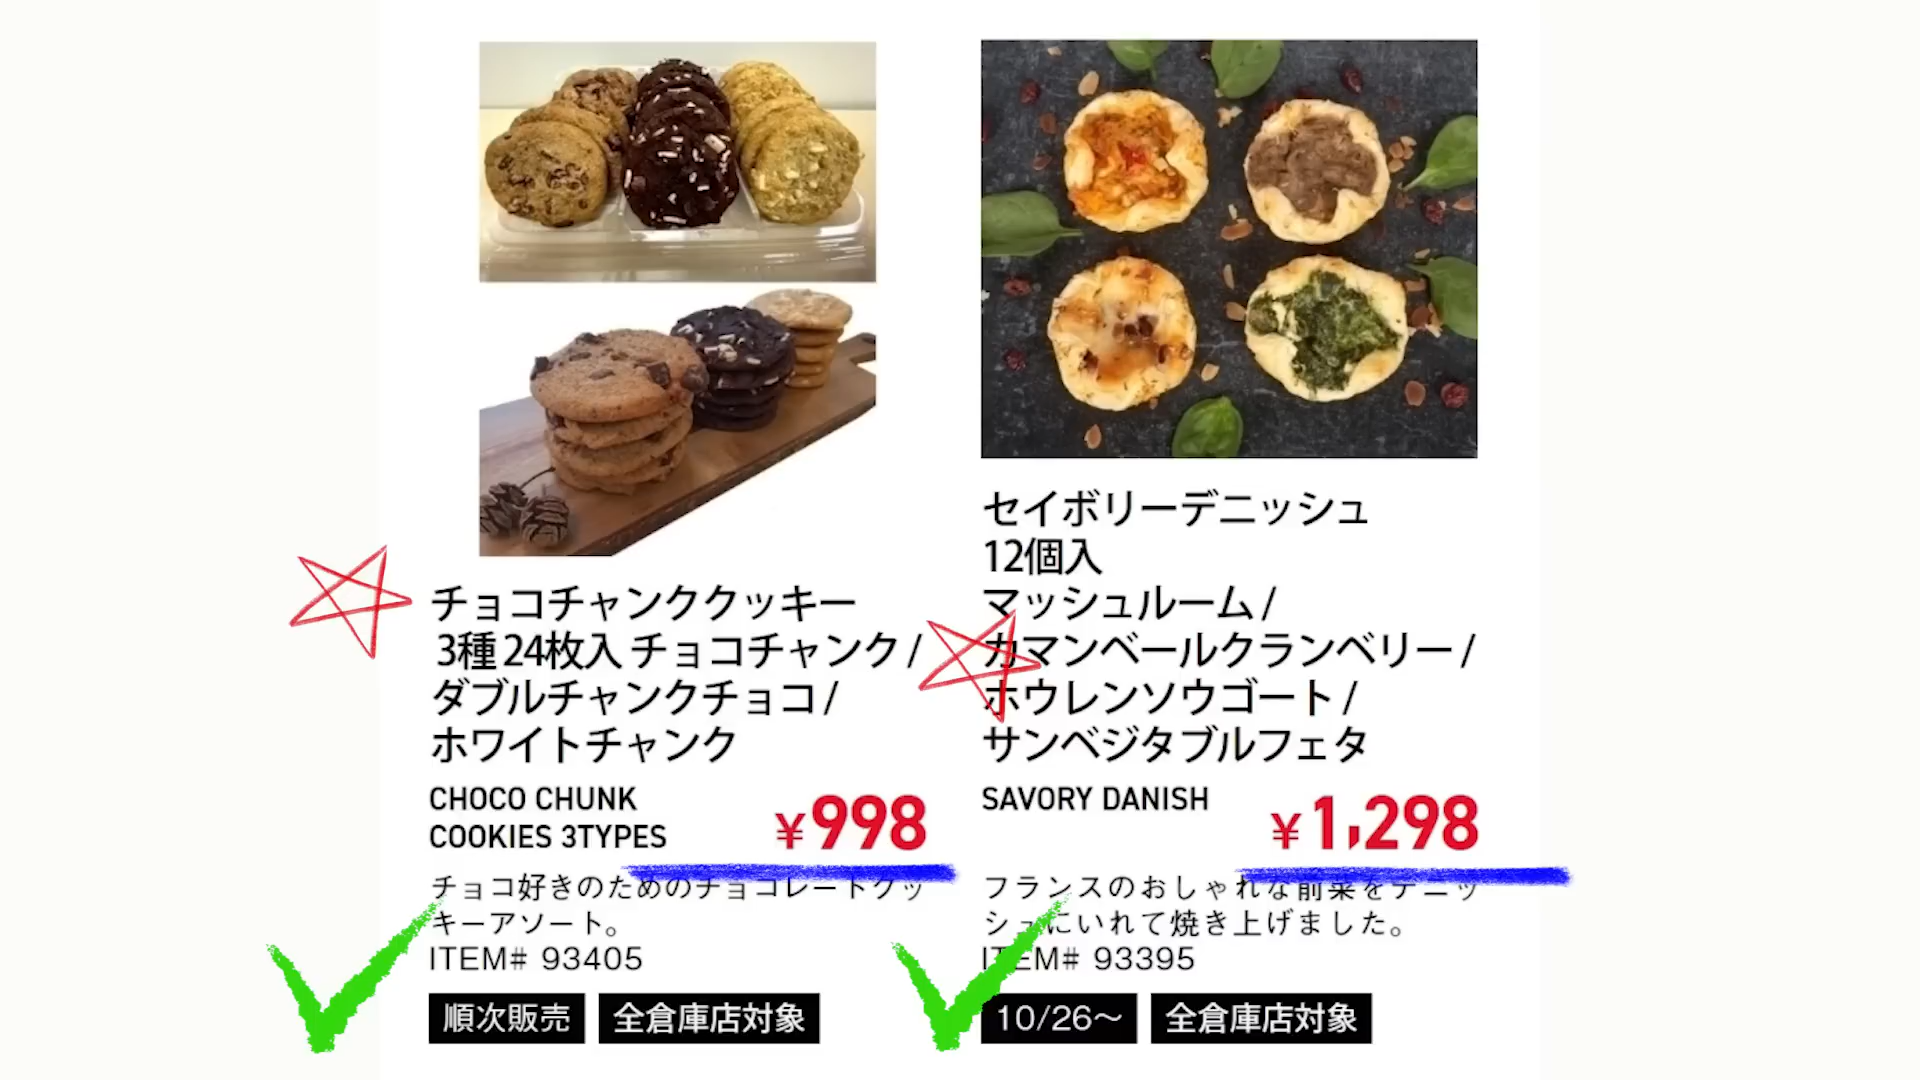 チョコチャンククッキー
3種 24枚入 チョコチャンク /
ダブルチャンクチョコ /
ホワイトチャンク
CHOCO CHUNK
COOKIES 3TYPES
¥998
チョコ好きのためのチョコレートクッ
キーアソート。
ITEM# 93405
順次販売 全倉庫店対象
セイボリーデニッシュ
12個入
マッシュルーム /
カマンベールクランベリー /
ホウレンソウゴート /
サンベジタブルフェタ
SAVORY DANISH
¥1,298
フランスのおしゃれな前菜をデニッ
シュにいれて焼き上げました。
ITEM# 93395
10/26～ 全倉庫店対象